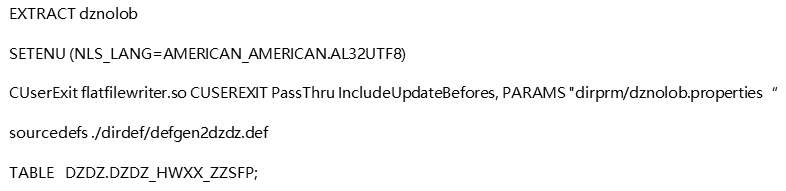 EXTRACT dznolob
SETENU (NLS_LANG=AMERICAN_AMERICAN.AL32UTF8)
CUserExit flatfilewriter.so CUSEREXIT PassThru IncludeUpdateBefores, PARAMS "dirprm/dznolob.properties “
sourcedefs ./dirdef/defgen2dzdz.def
TABLE DZDZ.DZDZ_HWXX_ZZSFP;